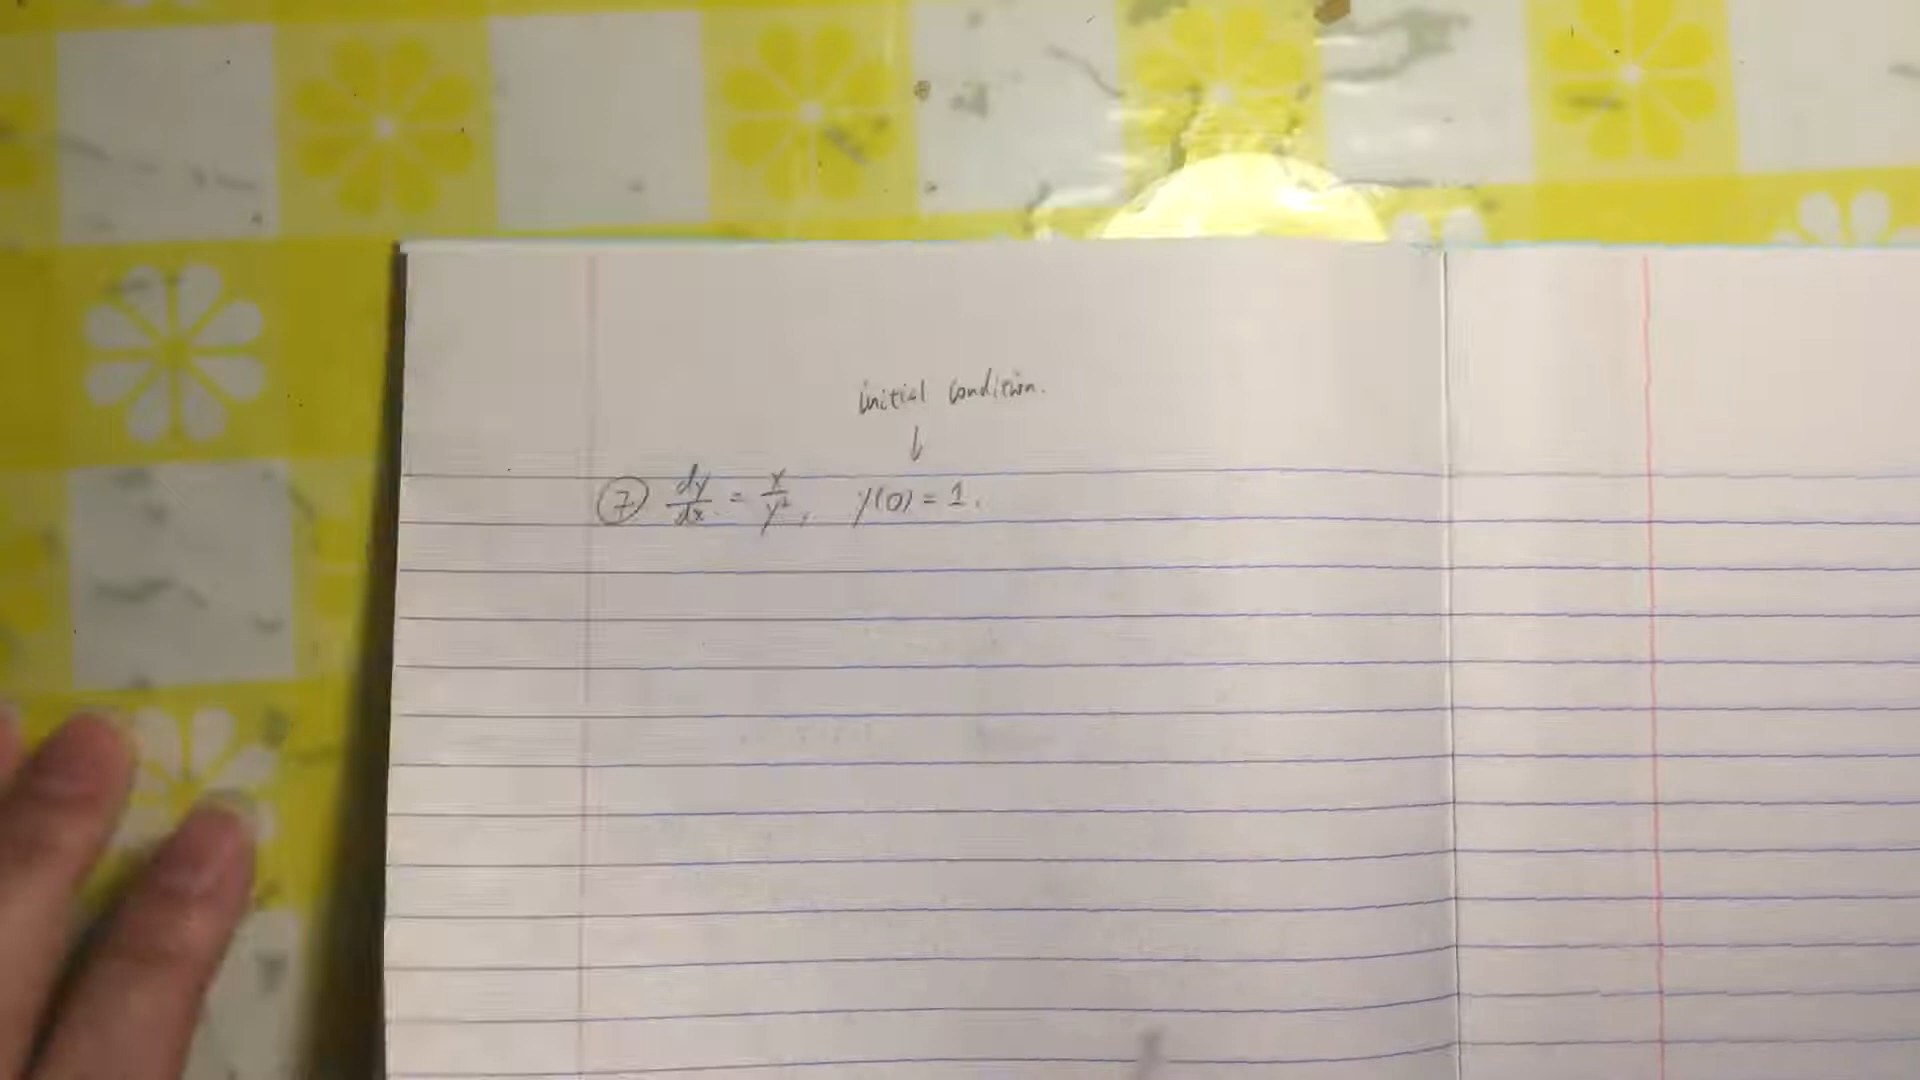 initial condition.
↓
⑦ dy/dx = x/y², y(0) = 1.